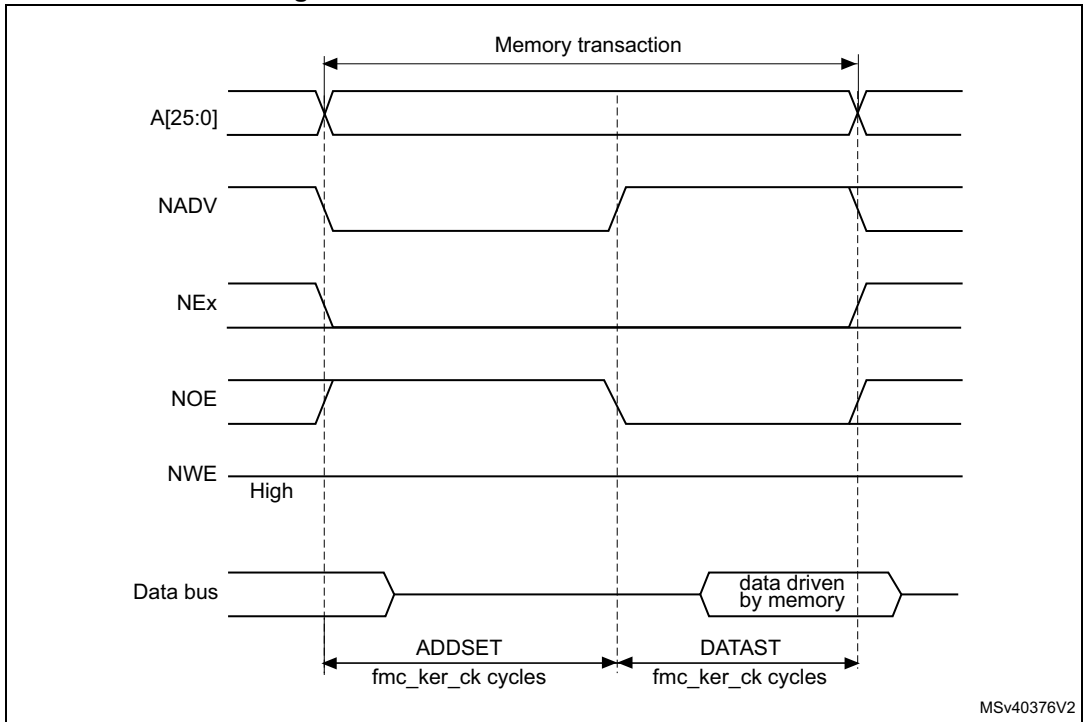 Memory transaction
A[25:0]
NADV
NEx
NOE
NWE
High
Data bus
data driven
by memory
ADDSET
DATAST
fmc_ker_ck cycles
fmc_ker_ck cycles
MSv40376V2